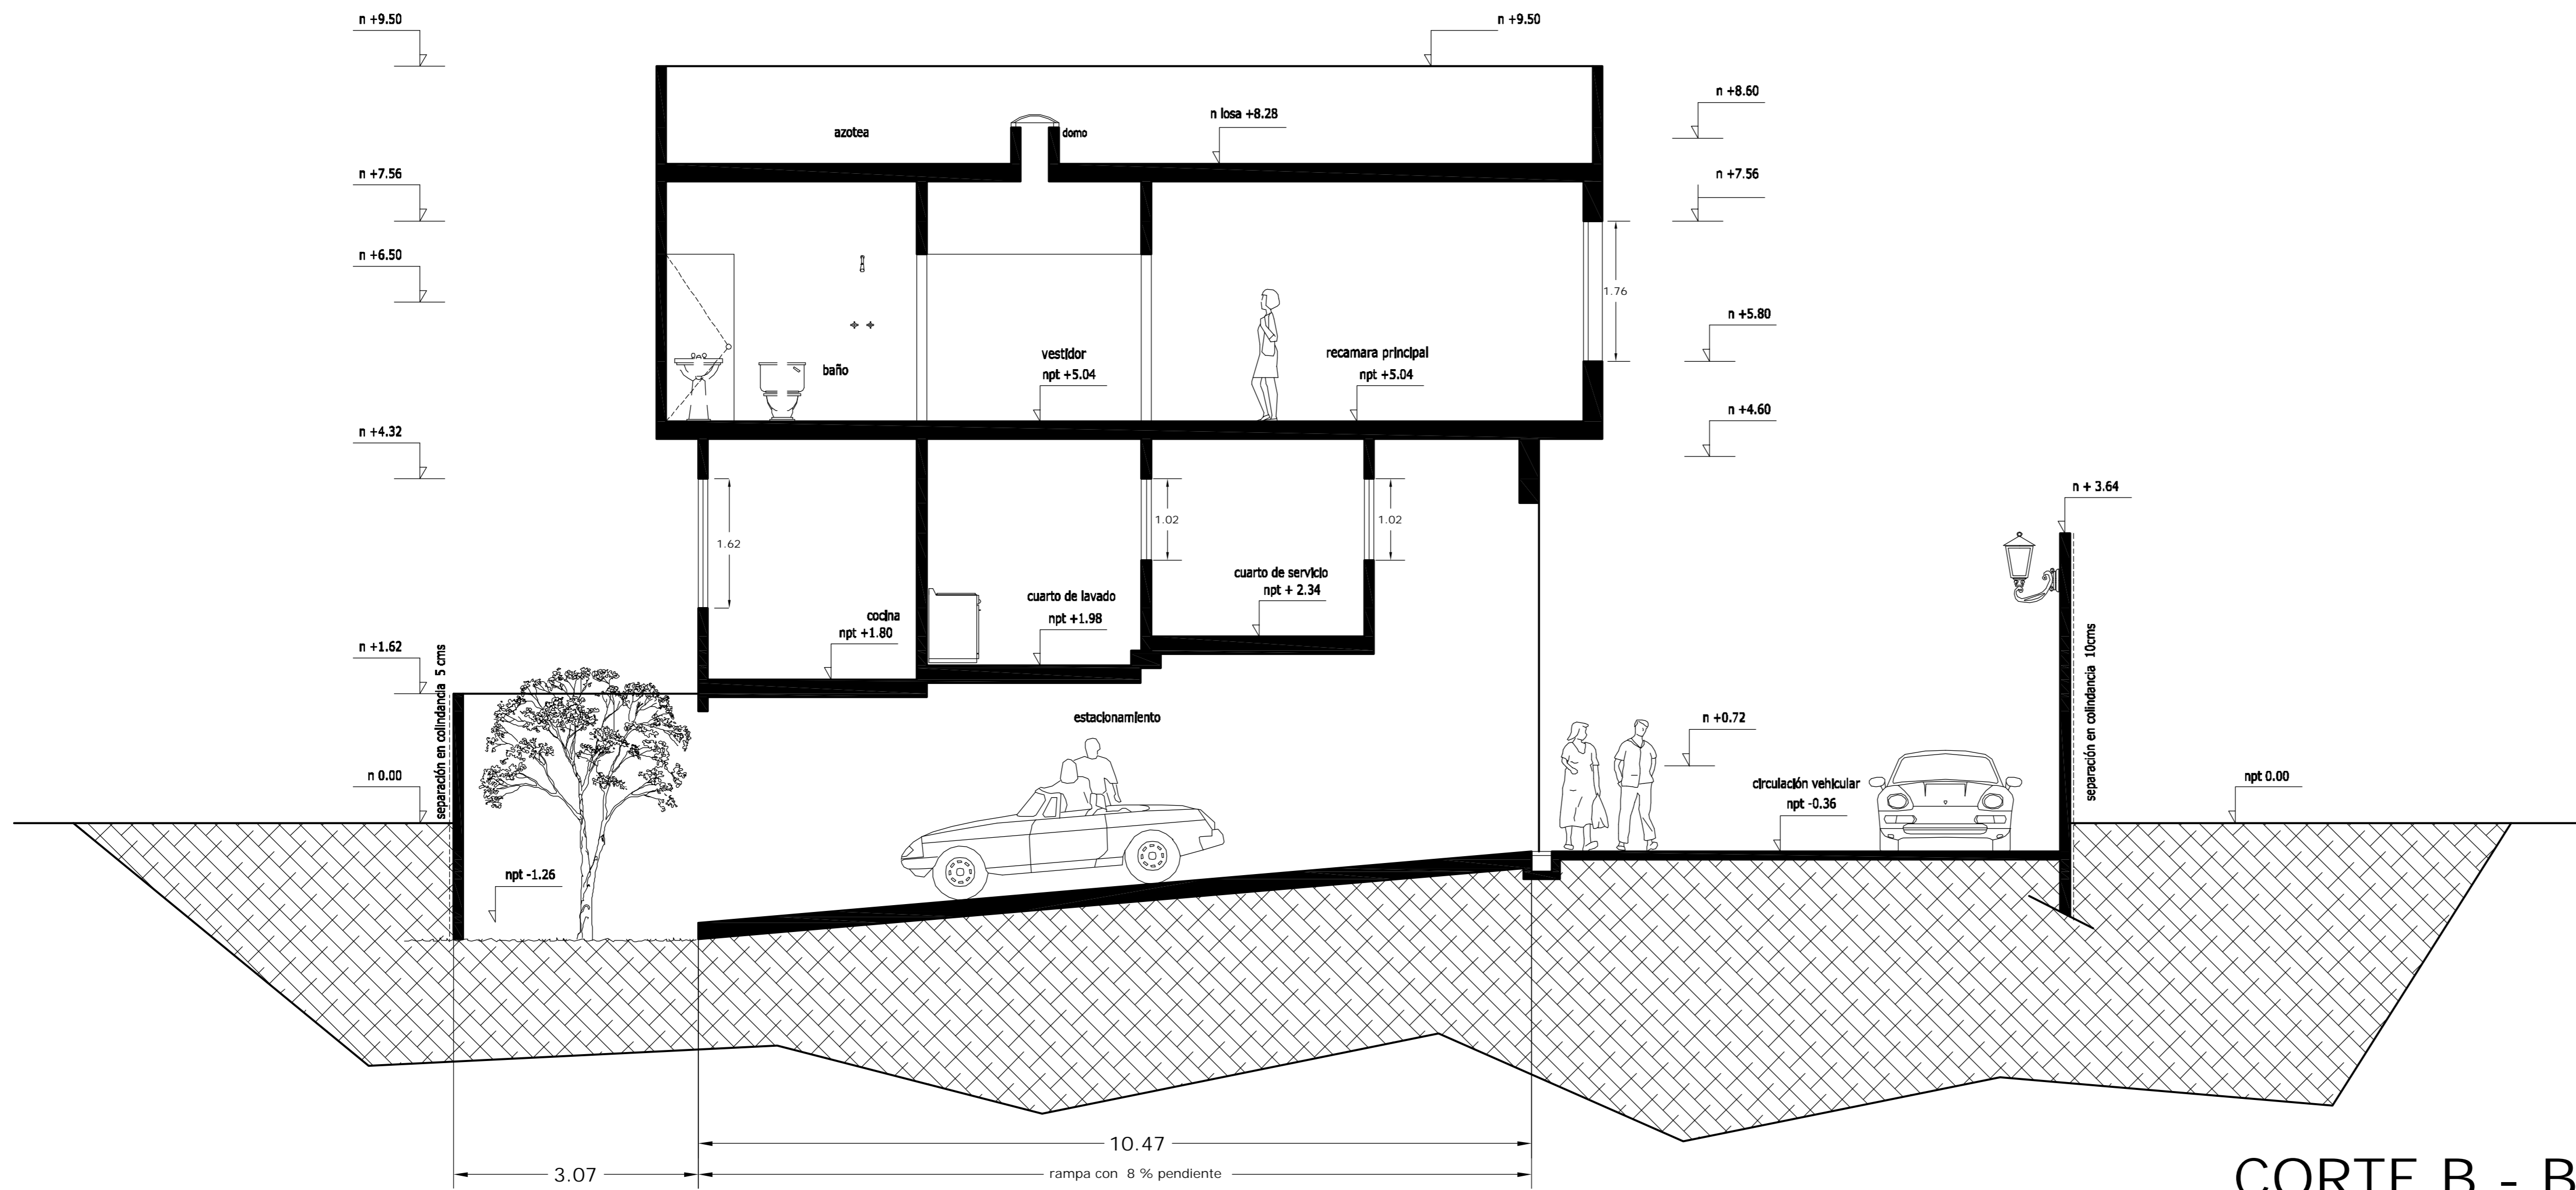 n +9.50
n +9.50
n +8.60
n losa +8.28
azotea
domo
n +7.56
n +7.56
n +6.50
1.76
n +5.80
vestidor
npt +5.04
recamara principal
npt +5.04
baño
n +4.60
n +4.32
n + 3.64
1.62
1.02
1.02
cuarto de servicio
npt + 2.34
cuarto de lavado
npt +1.98
cocina
npt +1.80
n +1.62
separación en colindancia 5 cms
separación en colindancia 10cms
estacionamiento
n +0.72
n 0.00
npt 0.00
circulación vehicular
npt -0.36
npt -1.26
10.47
3.07
rampa con 8 % pendiente
CORTE B - B